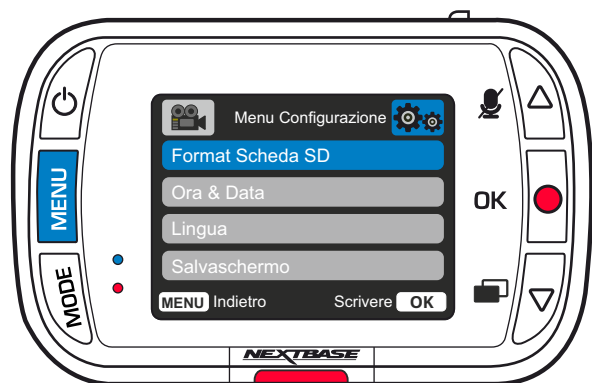 Menu Configurazione
Format Scheda SD
Ora & Data
Lingua
Salvaschermo
MENU Indietro Scrivere OK
MENU
MODE
OK
NEXTBASE